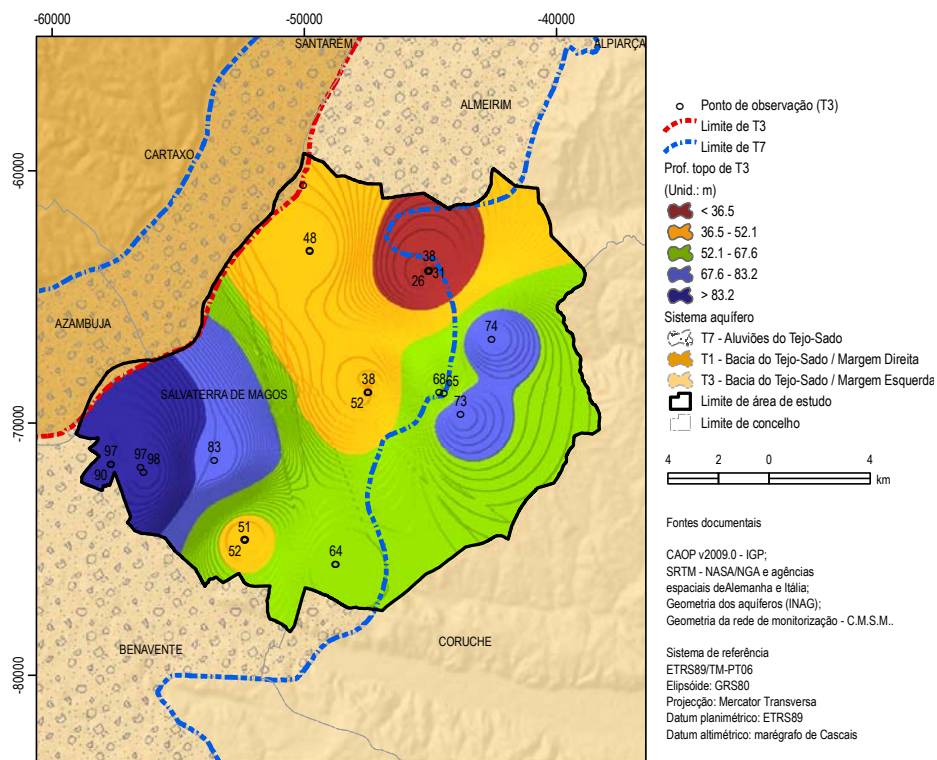 -60000
-50000
-40000
-60000
-70000
-80000
SANTARÉM
ALPIARÇA
ALMEIRIM
CARTAXO
AZAMBUJA
SALVATERRA DE MAGOS
BENAVENTE
CORUCHE
48
38
31
26
74
38
52
68
65
73
97
97
98
90
83
51
52
64
Ponto de observação (T3)
Limite de T3
Limite de T7
Prof. topo de T3
(Unid.: m)
< 36.5
36.5 - 52.1
52.1 - 67.6
67.6 - 83.2
> 83.2
Sistema aquífero
T7 - Aluviões do Tejo-Sado
T1 - Bacia do Tejo-Sado / Margem Direita
T3 - Bacia do Tejo-Sado / Margem Esquerda
Limite de área de estudo
Limite de concelho
4 2 0 4
km
Fontes documentais
CAOP v2009.0 - IGP;
SRTM - NASA/NGA e agências
espaciais deAlemanha e Itália;
Geometria dos aquíferos (INAG);
Geometria da rede de monitorização - C.M.S.M..
Sistema de referência
ETRS89/TM-PT06
Elipsóide: GRS80
Projecção: Mercator Transversa
Datum planimétrico: ETRS89
Datum altimétrico: marégrafo de Cascais